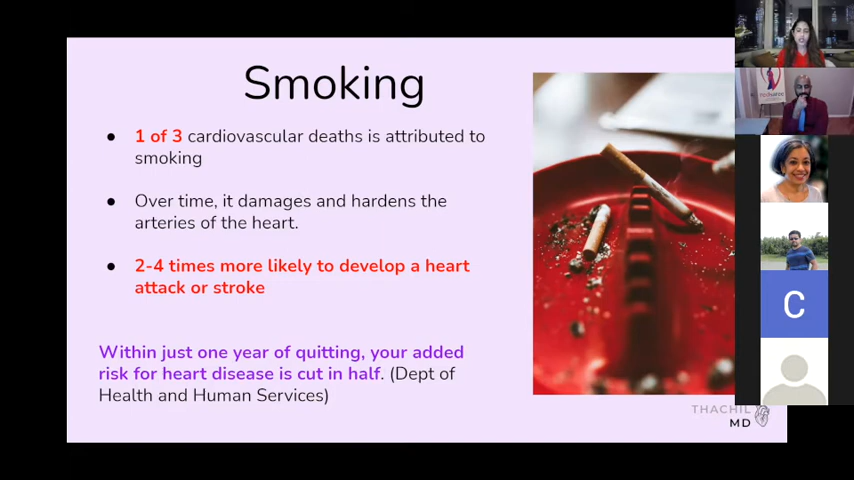 Smoking
● 1 of 3 cardiovascular deaths is attributed to
smoking
● Over time, it damages and hardens the
arteries of the heart.
● 2-4 times more likely to develop a heart
attack or stroke
Within just one year of quitting, your added
risk for heart disease is cut in half. (Dept of
Health and Human Services)
THACHIL
MD
C